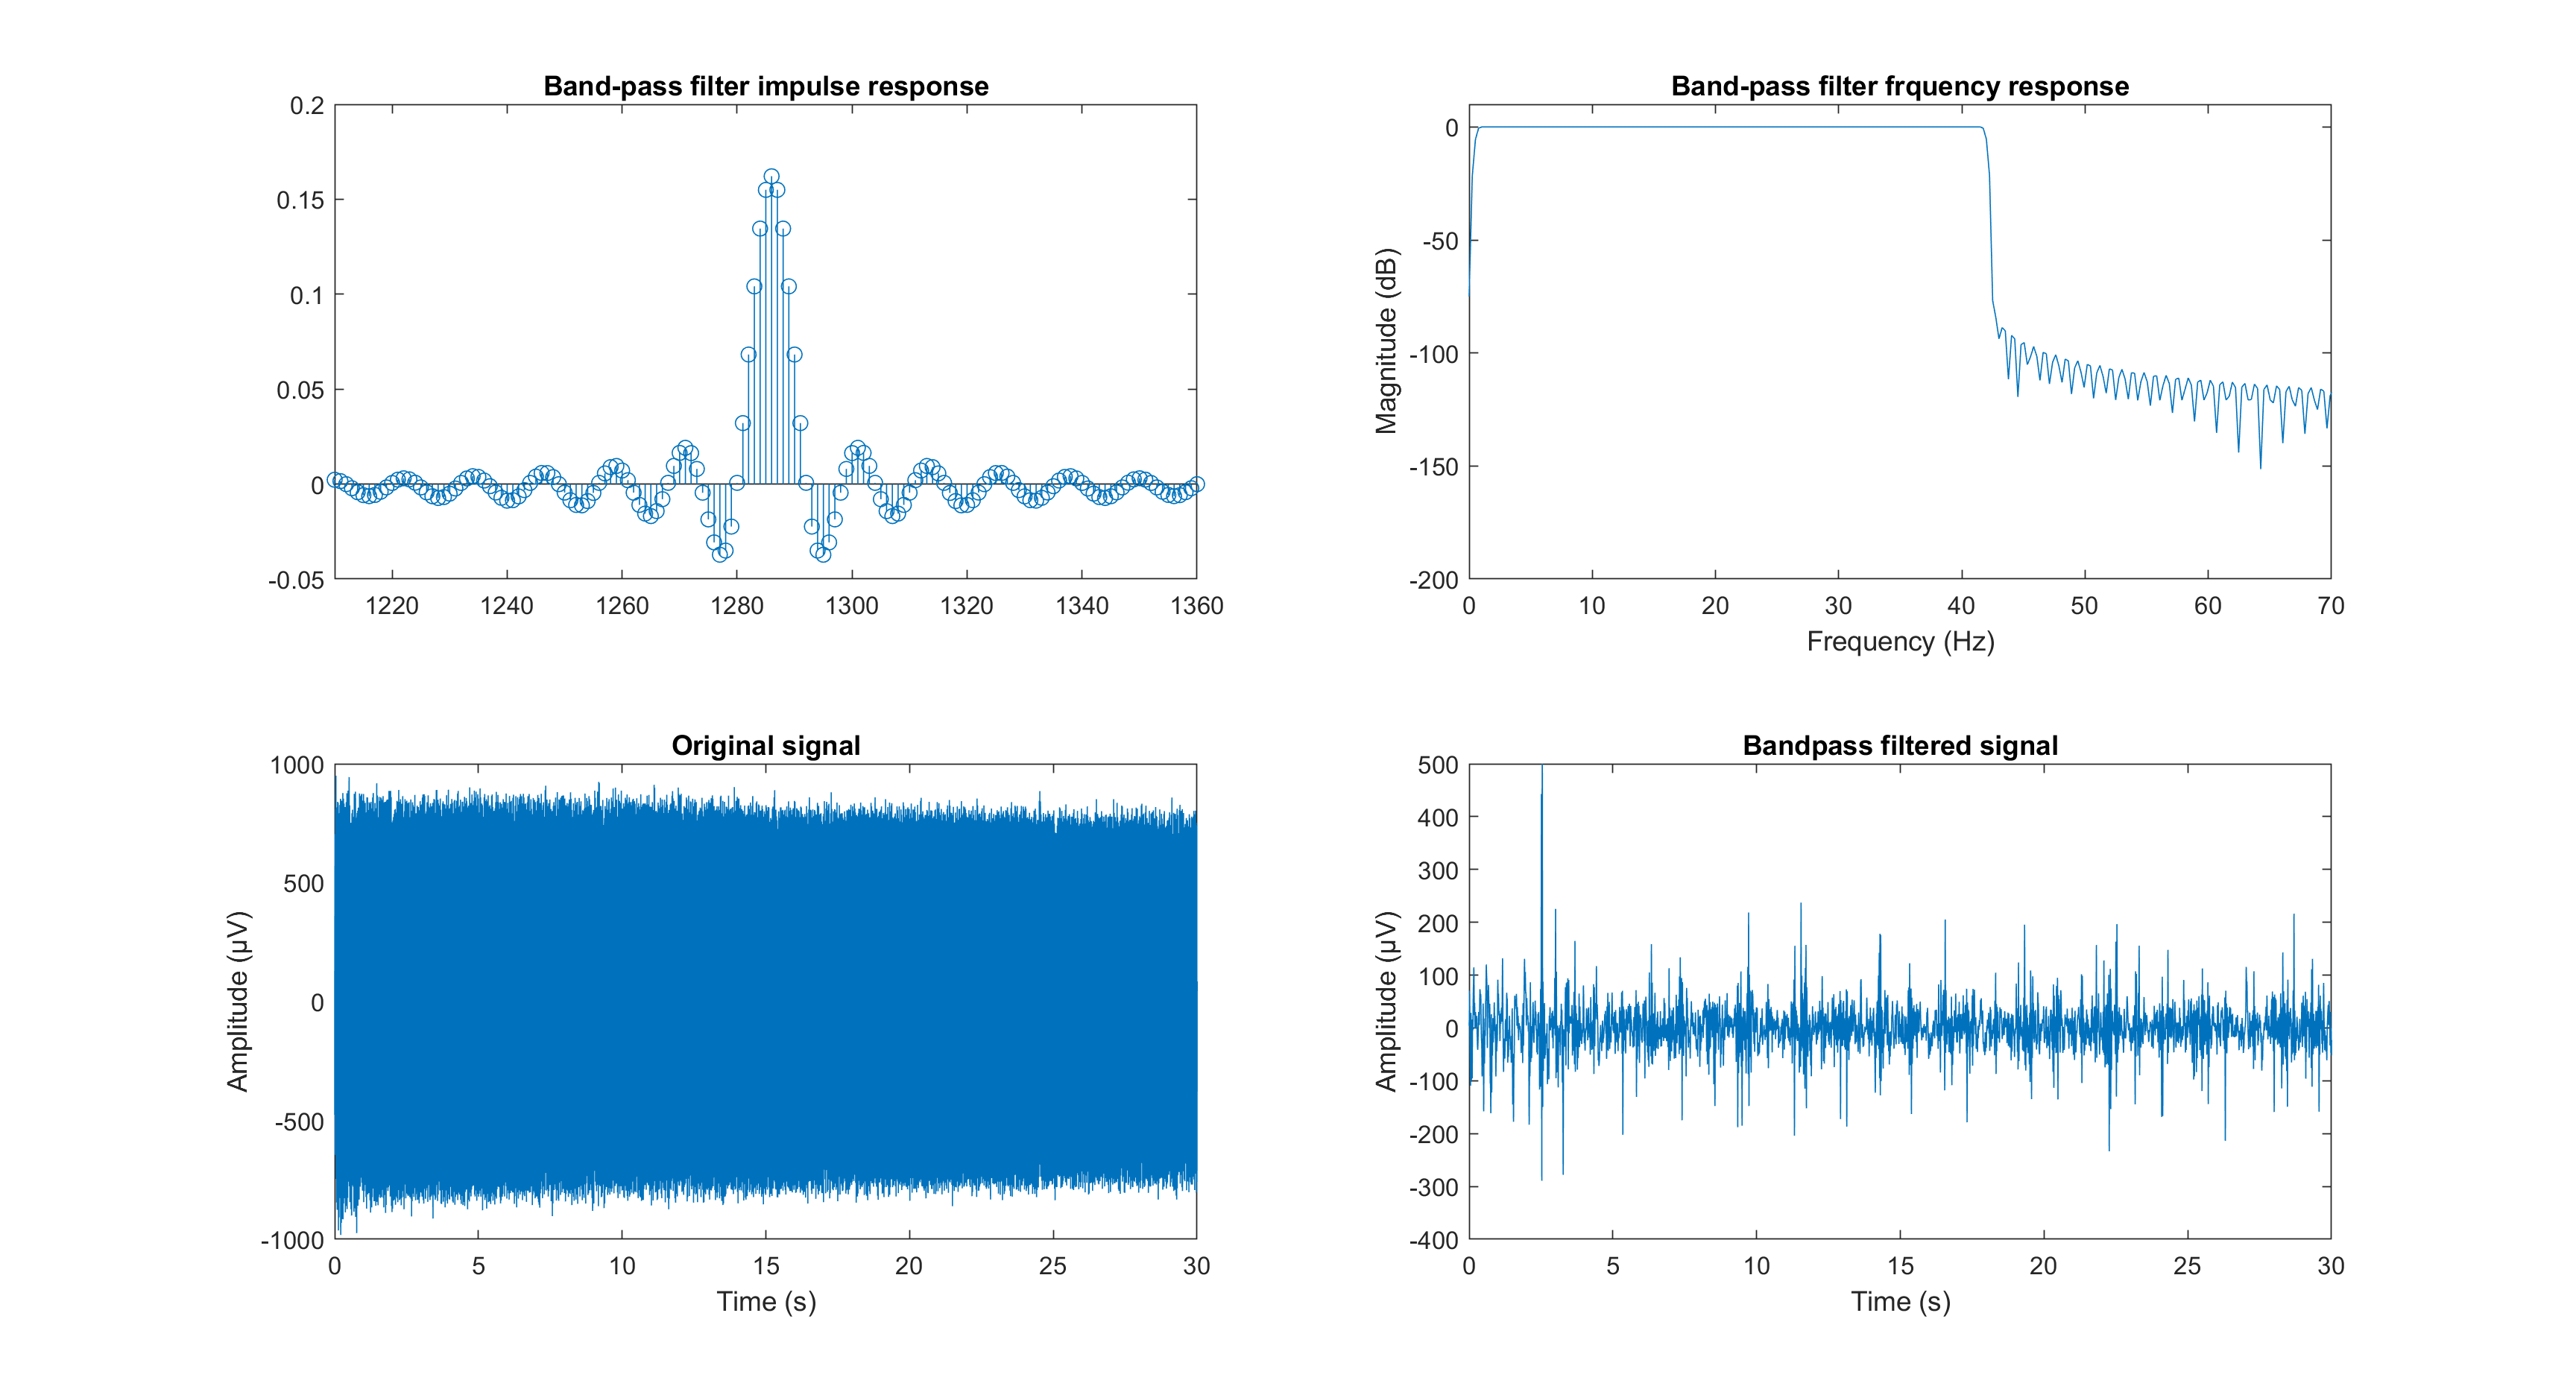 Band-pass filter impulse response
0.2
0.15
0.1
0.05
0
-0.05
1220 1240 1260 1280 1300 1320 1340 1360
Band-pass filter frquency response
Magnitude (dB)
0
-50
-100
-150
-200
0 10 20 30 40 50 60 70
Frequency (Hz)
Original signal
Amplitude (µV)
1000
500
0
-500
-1000
0 5 10 15 20 25 30
Time (s)
Bandpass filtered signal
Amplitude (µV)
500
400
300
200
100
0
-100
-200
-300
-400
0 5 10 15 20 25 30
Time (s)